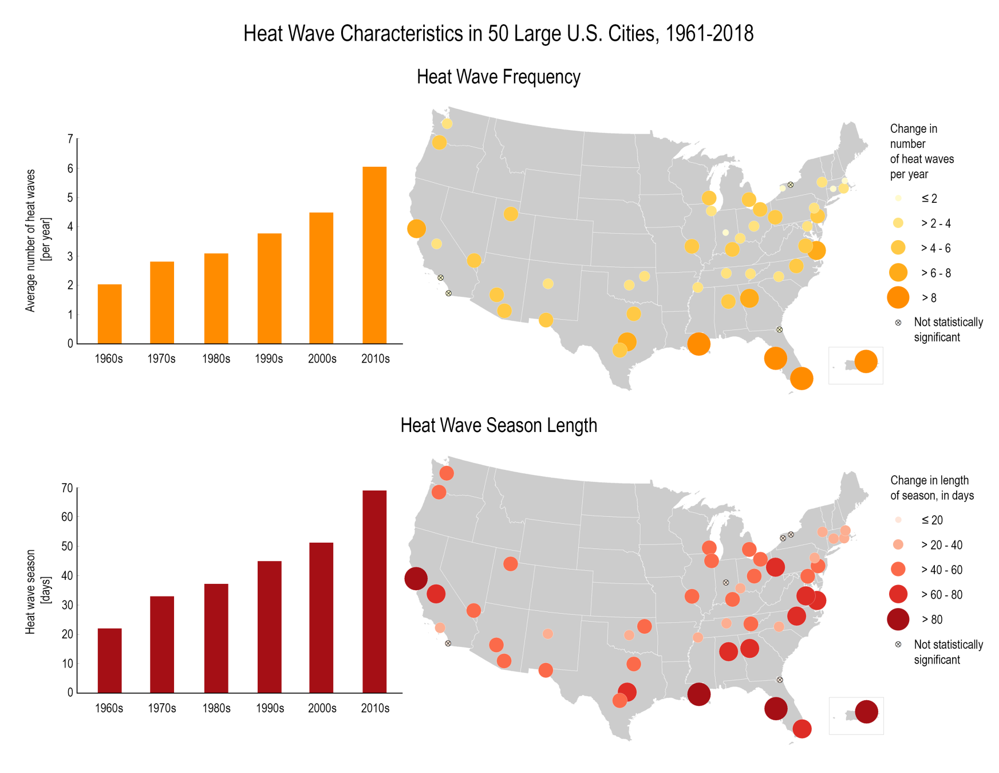 Heat Wave Characteristics in 50 Large U.S. Cities, 1961-2018
Heat Wave Frequency
Average number of heat waves
[per year]
7
6
5
4
3
2
1
0
1960s 1970s 1980s 1990s 2000s 2010s
Change in
number
of heat waves
per year
≤ 2
> 2 - 4
> 4 - 6
> 6 - 8
> 8
Not statistically
significant
Heat Wave Season Length
Heat wave season
[days]
70
60
50
40
30
20
10
0
1960s 1970s 1980s 1990s 2000s 2010s
Change in length
of season, in days
≤ 20
> 20 - 40
> 40 - 60
> 60 - 80
> 80
Not statistically
significant